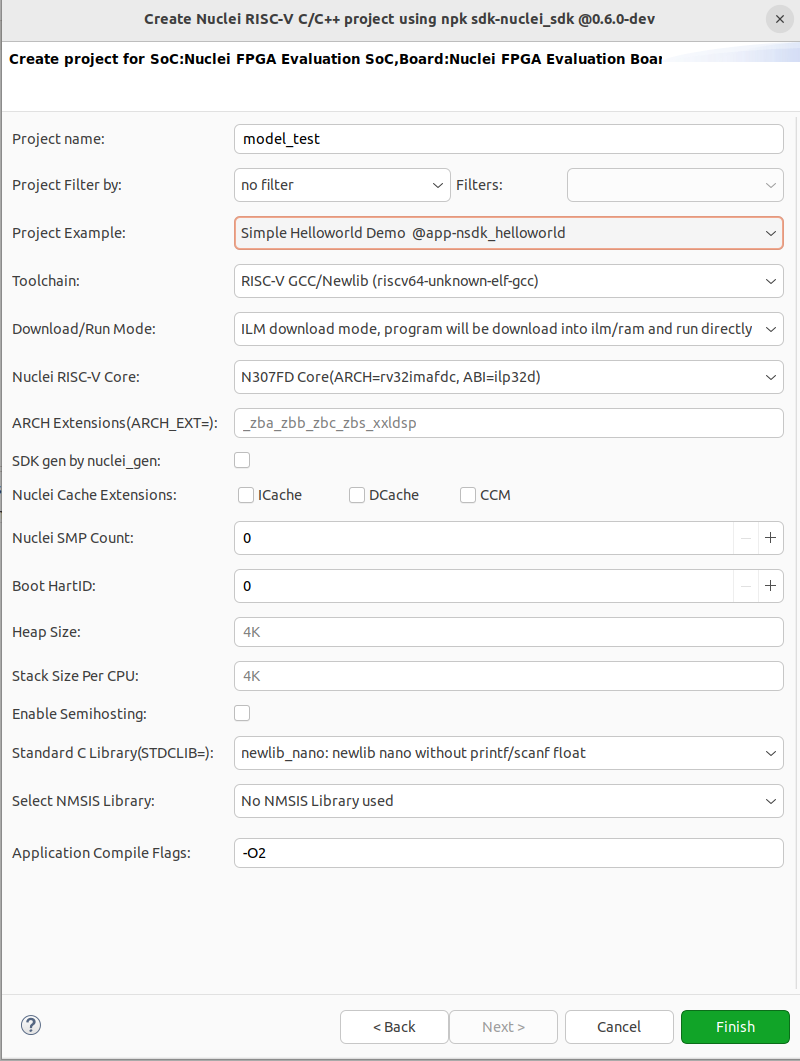 Create Nuclei RISC-V C/C++ project using npk sdk-nuclei_sdk @0.6.0-dev
Create project for SoC:Nuclei FPGA Evaluation SoC,Board:Nuclei FPGA Evaluation Boar
Project name: model_test
Project Filter by: no filter Filters:
Project Example: Simple Helloworld Demo @app-nsdk_helloworld
Toolchain: RISC-V GCC/Newlib (riscv64-unknown-elf-gcc)
Download/Run Mode: ILM download mode, program will be download into ilm/ram and run directly
Nuclei RISC-V Core: N307FD Core(ARCH=rv32imafdc, ABI=ilp32d)
ARCH Extensions(ARCH_EXT=): _zba_zbb_zbc_zbs_xxldsp
SDK gen by nuclei_gen:
Nuclei Cache Extensions: ICache DCache CCM
Nuclei SMP Count: 0
Boot HartID: 0
Heap Size: 4K
Stack Size Per CPU: 4K
Enable Semihosting:
Standard C Library(STDCLIB=): newlib_nano: newlib nano without printf/scanf float
Select NMSIS Library: No NMSIS Library used
Application Compile Flags: -O2
? < Back Next > Cancel Finish